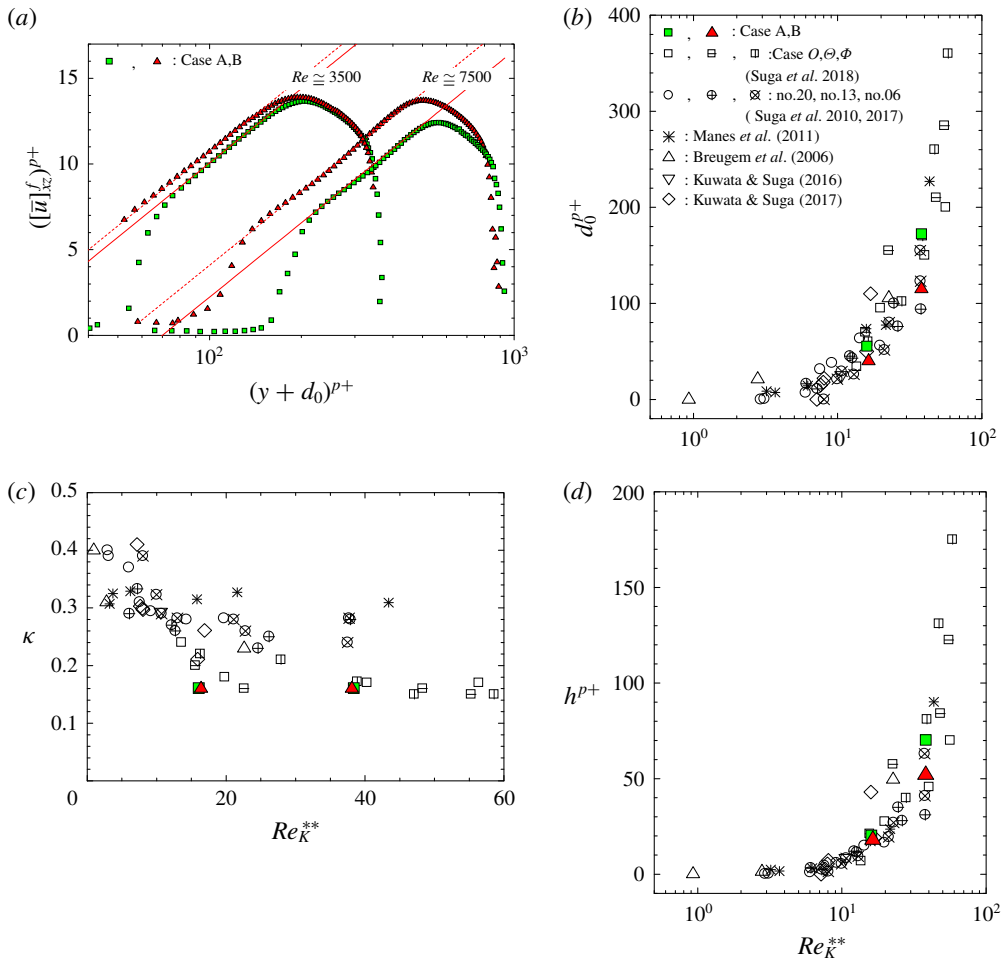 (a)
15
10
5
0
([ū]ᶠ_xz)^{p+}
, : Case A,B
Re ≅ 3500
Re ≅ 7500
10^2
10^3
(y + d_0)^{p+}
(b)
400
300
200
100
0
d_0^{p+}
, : Case A,B
, , :Case O,Θ,Φ
(Suga et al. 2018)
, , : no.20, no.13, no.06
( Suga et al. 2010, 2017)
: Manes et al. (2011)
: Breugem et al. (2006)
: Kuwata & Suga (2016)
: Kuwata & Suga (2017)
10^0
10^1
10^2
(c)
0.5
0.4
0.3
0.2
0.1
κ
0
20
40
60
Re_K^{**}
(d)
200
150
100
50
0
h^{p+}
10^0
10^1
10^2
Re_K^{**}